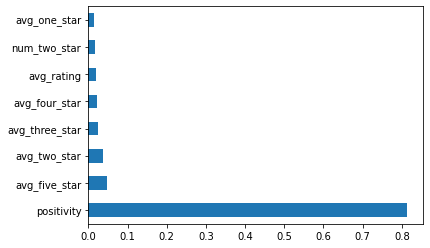 avg_one_star
num_two_star
avg_rating
avg_four_star
avg_three_star
avg_two_star
avg_five_star
positivity
0.0 0.1 0.2 0.3 0.4 0.5 0.6 0.7 0.8